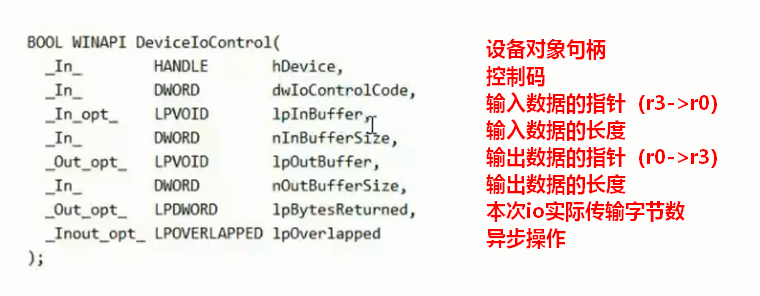 BOOL WINAPI DeviceIoControl(
_In_ HANDLE hDevice, 设备对象句柄
_In_ DWORD dwIoControlCode, 控制码
_In_opt_ LPVOID lpInBuffer, 输入数据的指针（r3->r0）
_In_ DWORD nInBufferSize, 输入数据的长度
_Out_opt_ LPVOID lpOutBuffer, 输出数据的指针（r0->r3）
_In_ DWORD nOutBufferSize, 输出数据的长度
_Out_opt_ LPDWORD lpBytesReturned, 本次io实际传输字节数
_Inout_opt_ LPOVERLAPPED lpOverlapped 异步操作
);